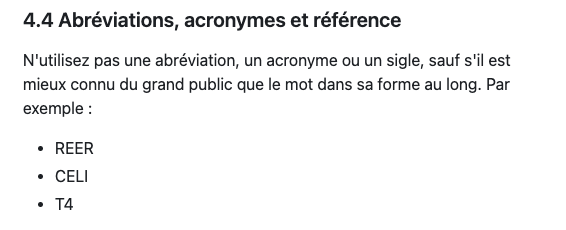 4.4 Abréviations, acronymes et référence
N'utilisez pas une abréviation, un acronyme ou un sigle, sauf s'il est
mieux connu du grand public que le mot dans sa forme au long. Par
exemple :
• REER
• CELI
• T4